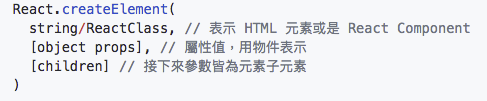 React.createElement(
  string/ReactClass, // 表示 HTML 元素或是 React Component
  [object props], // 屬性值，用物件表示
  [children] // 接下來參數皆為元素子元素
)